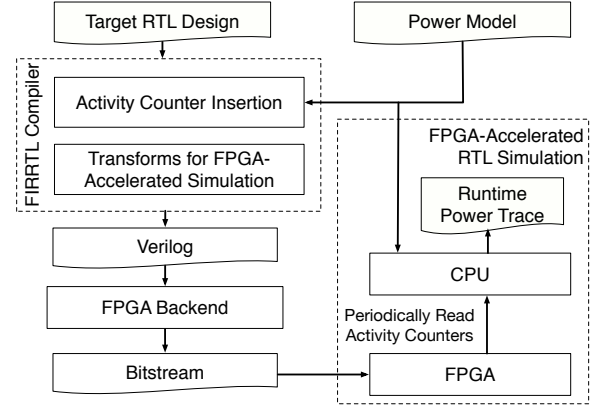 Target RTL Design
Power Model
FIRRTL Compiler
Activity Counter Insertion
Transforms for FPGA-
Accelerated Simulation
Verilog
FPGA Backend
Bitstream
FPGA-Accelerated
RTL Simulation
Runtime
Power Trace
CPU
Periodically Read
Activity Counters
FPGA